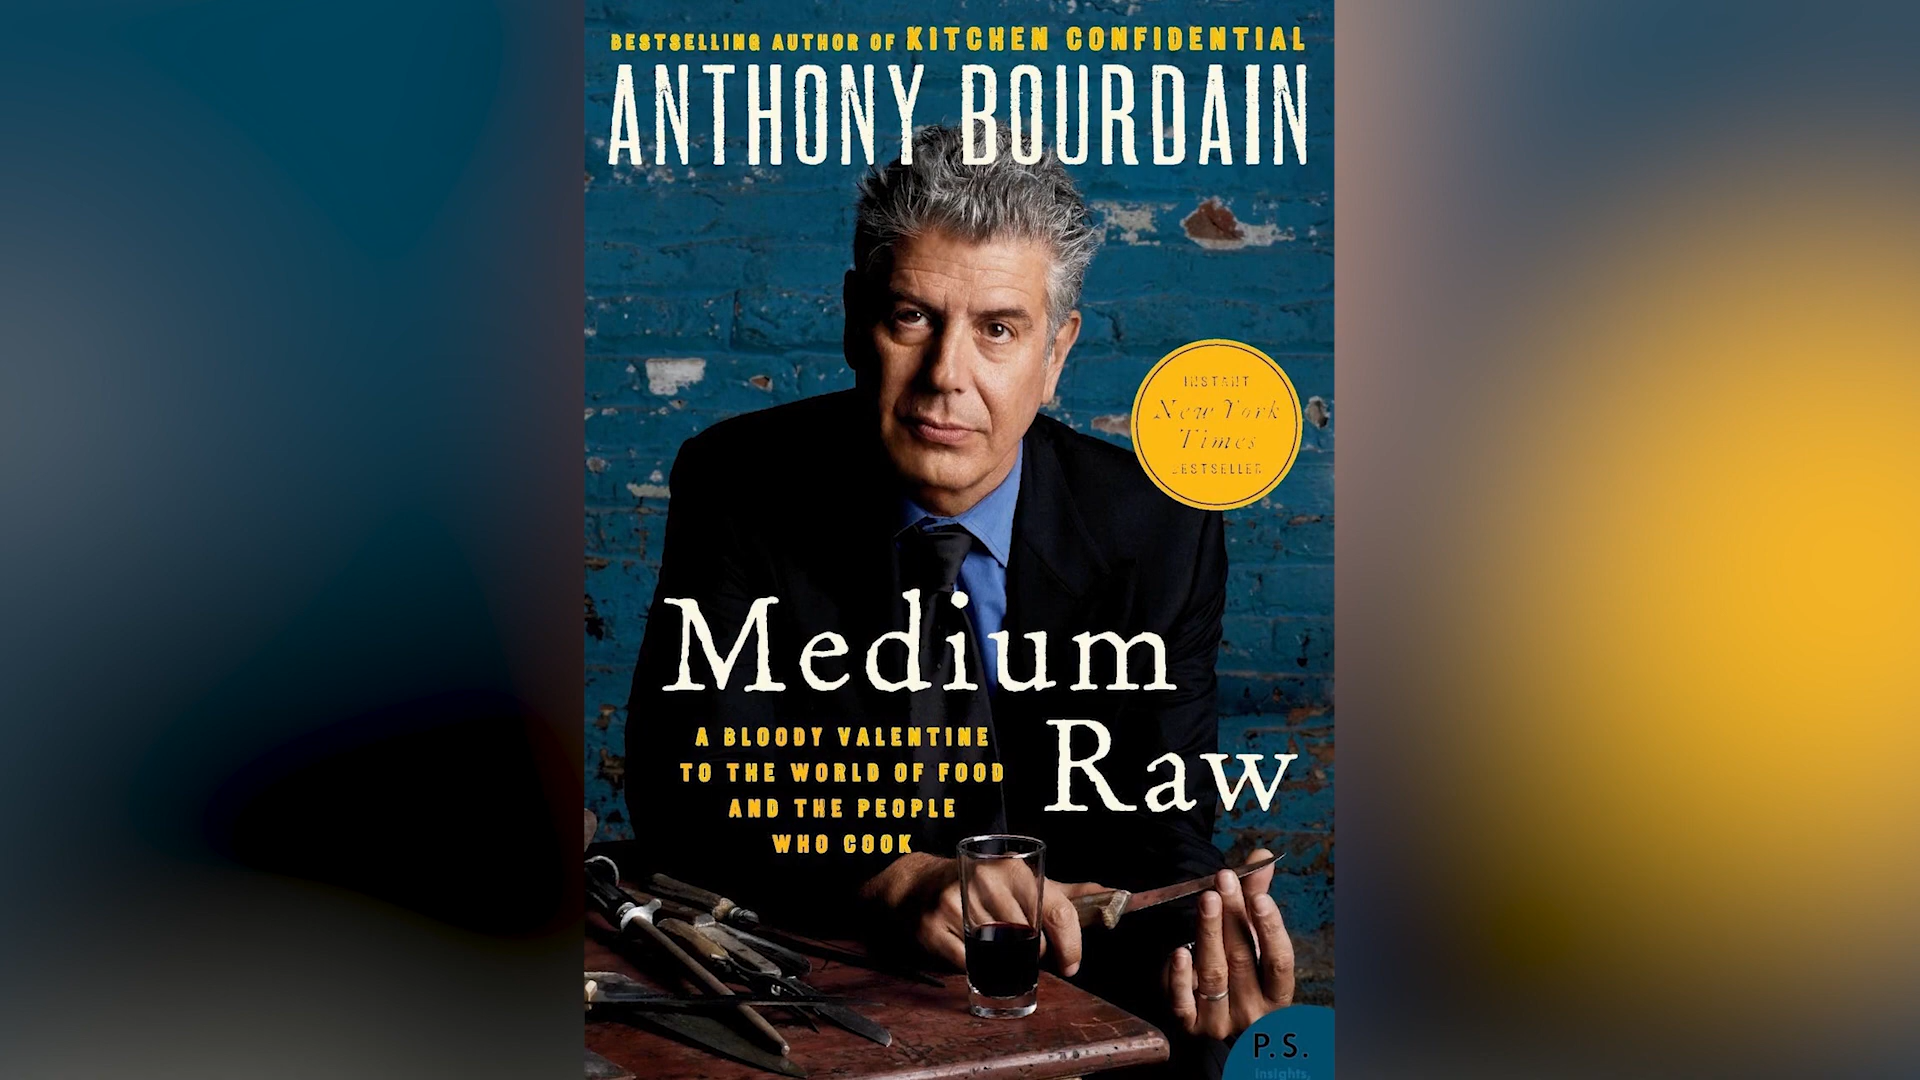 BESTSELLING AUTHOR OF KITCHEN CONFIDENTIAL
ANTHONY BOURDAIN
INSTANT
New York
Times
BESTSELLER
Medium
Raw
A BLOODY VALENTINE
TO THE WORLD OF FOOD
AND THE PEOPLE
WHO COOK
P.S.
Insights,